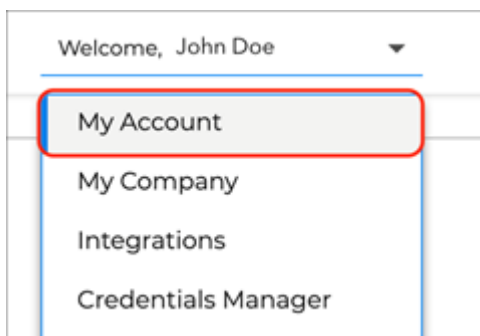 Welcome, John Doe
My Account
My Company
Integrations
Credentials Manager